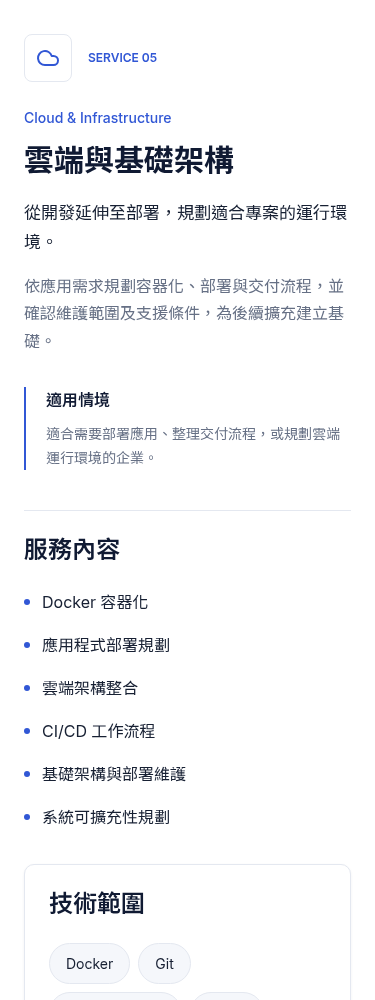 SERVICE 05
Cloud & Infrastructure
雲端與基礎架構
從開發延伸至部署，規劃適合專案的運行環
境。
依應用需求規劃容器化、部署與交付流程，並
確認維護範圍及支援條件，為後續擴充建立基
礎。
適用情境
適合需要部署應用、整理交付流程，或規劃雲端
運行環境的企業。
服務內容
Docker 容器化
應用程式部署規劃
雲端架構整合
CI/CD 工作流程
基礎架構與部署維護
系統可擴充性規劃
技術範圍
Docker
Git